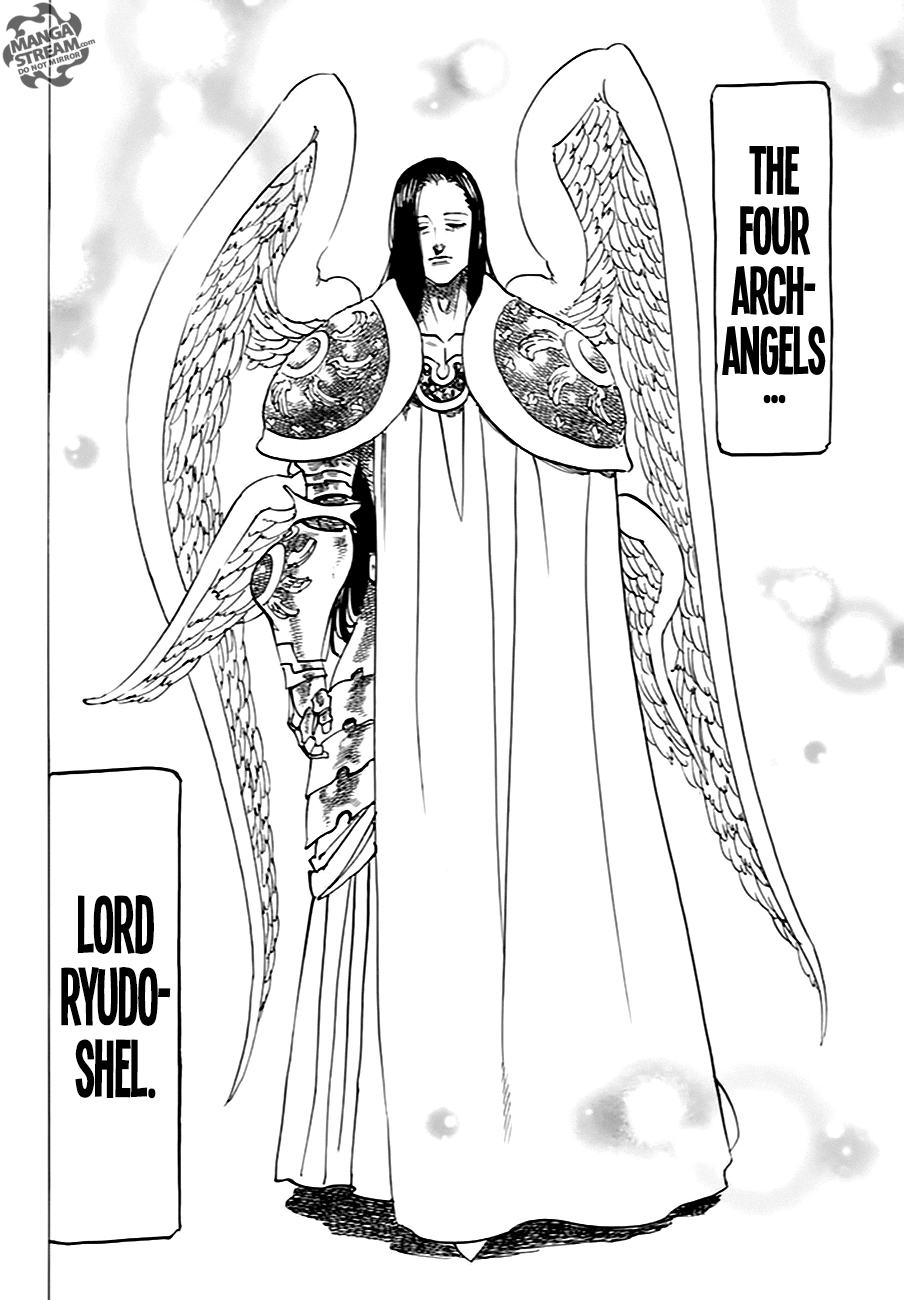 MANGA
STREAM.com
DO NOT MIRROR
THE
FOUR
ARCH-
ANGELS
...
LORD
RYUDO-
SHEL.